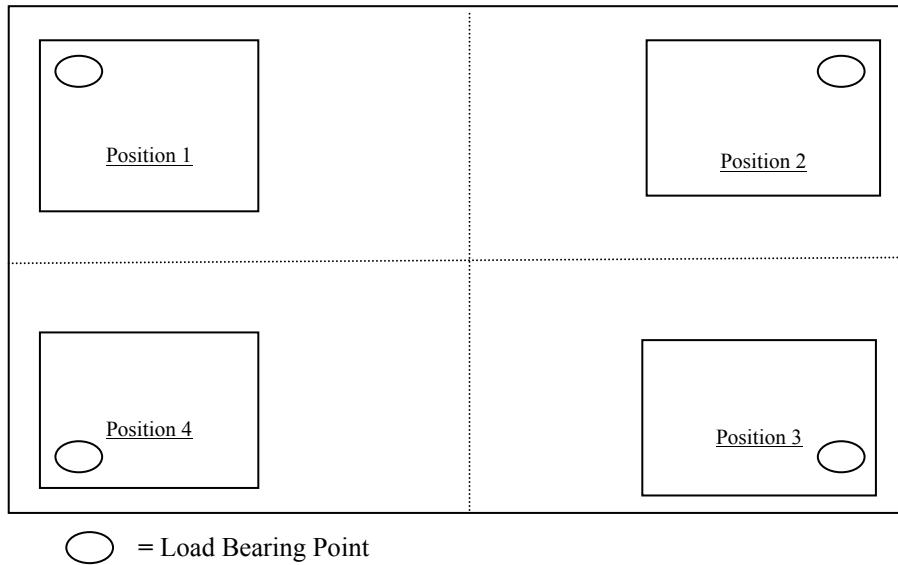 Position 1
Position 2
Position 4
Position 3
= Load Bearing Point